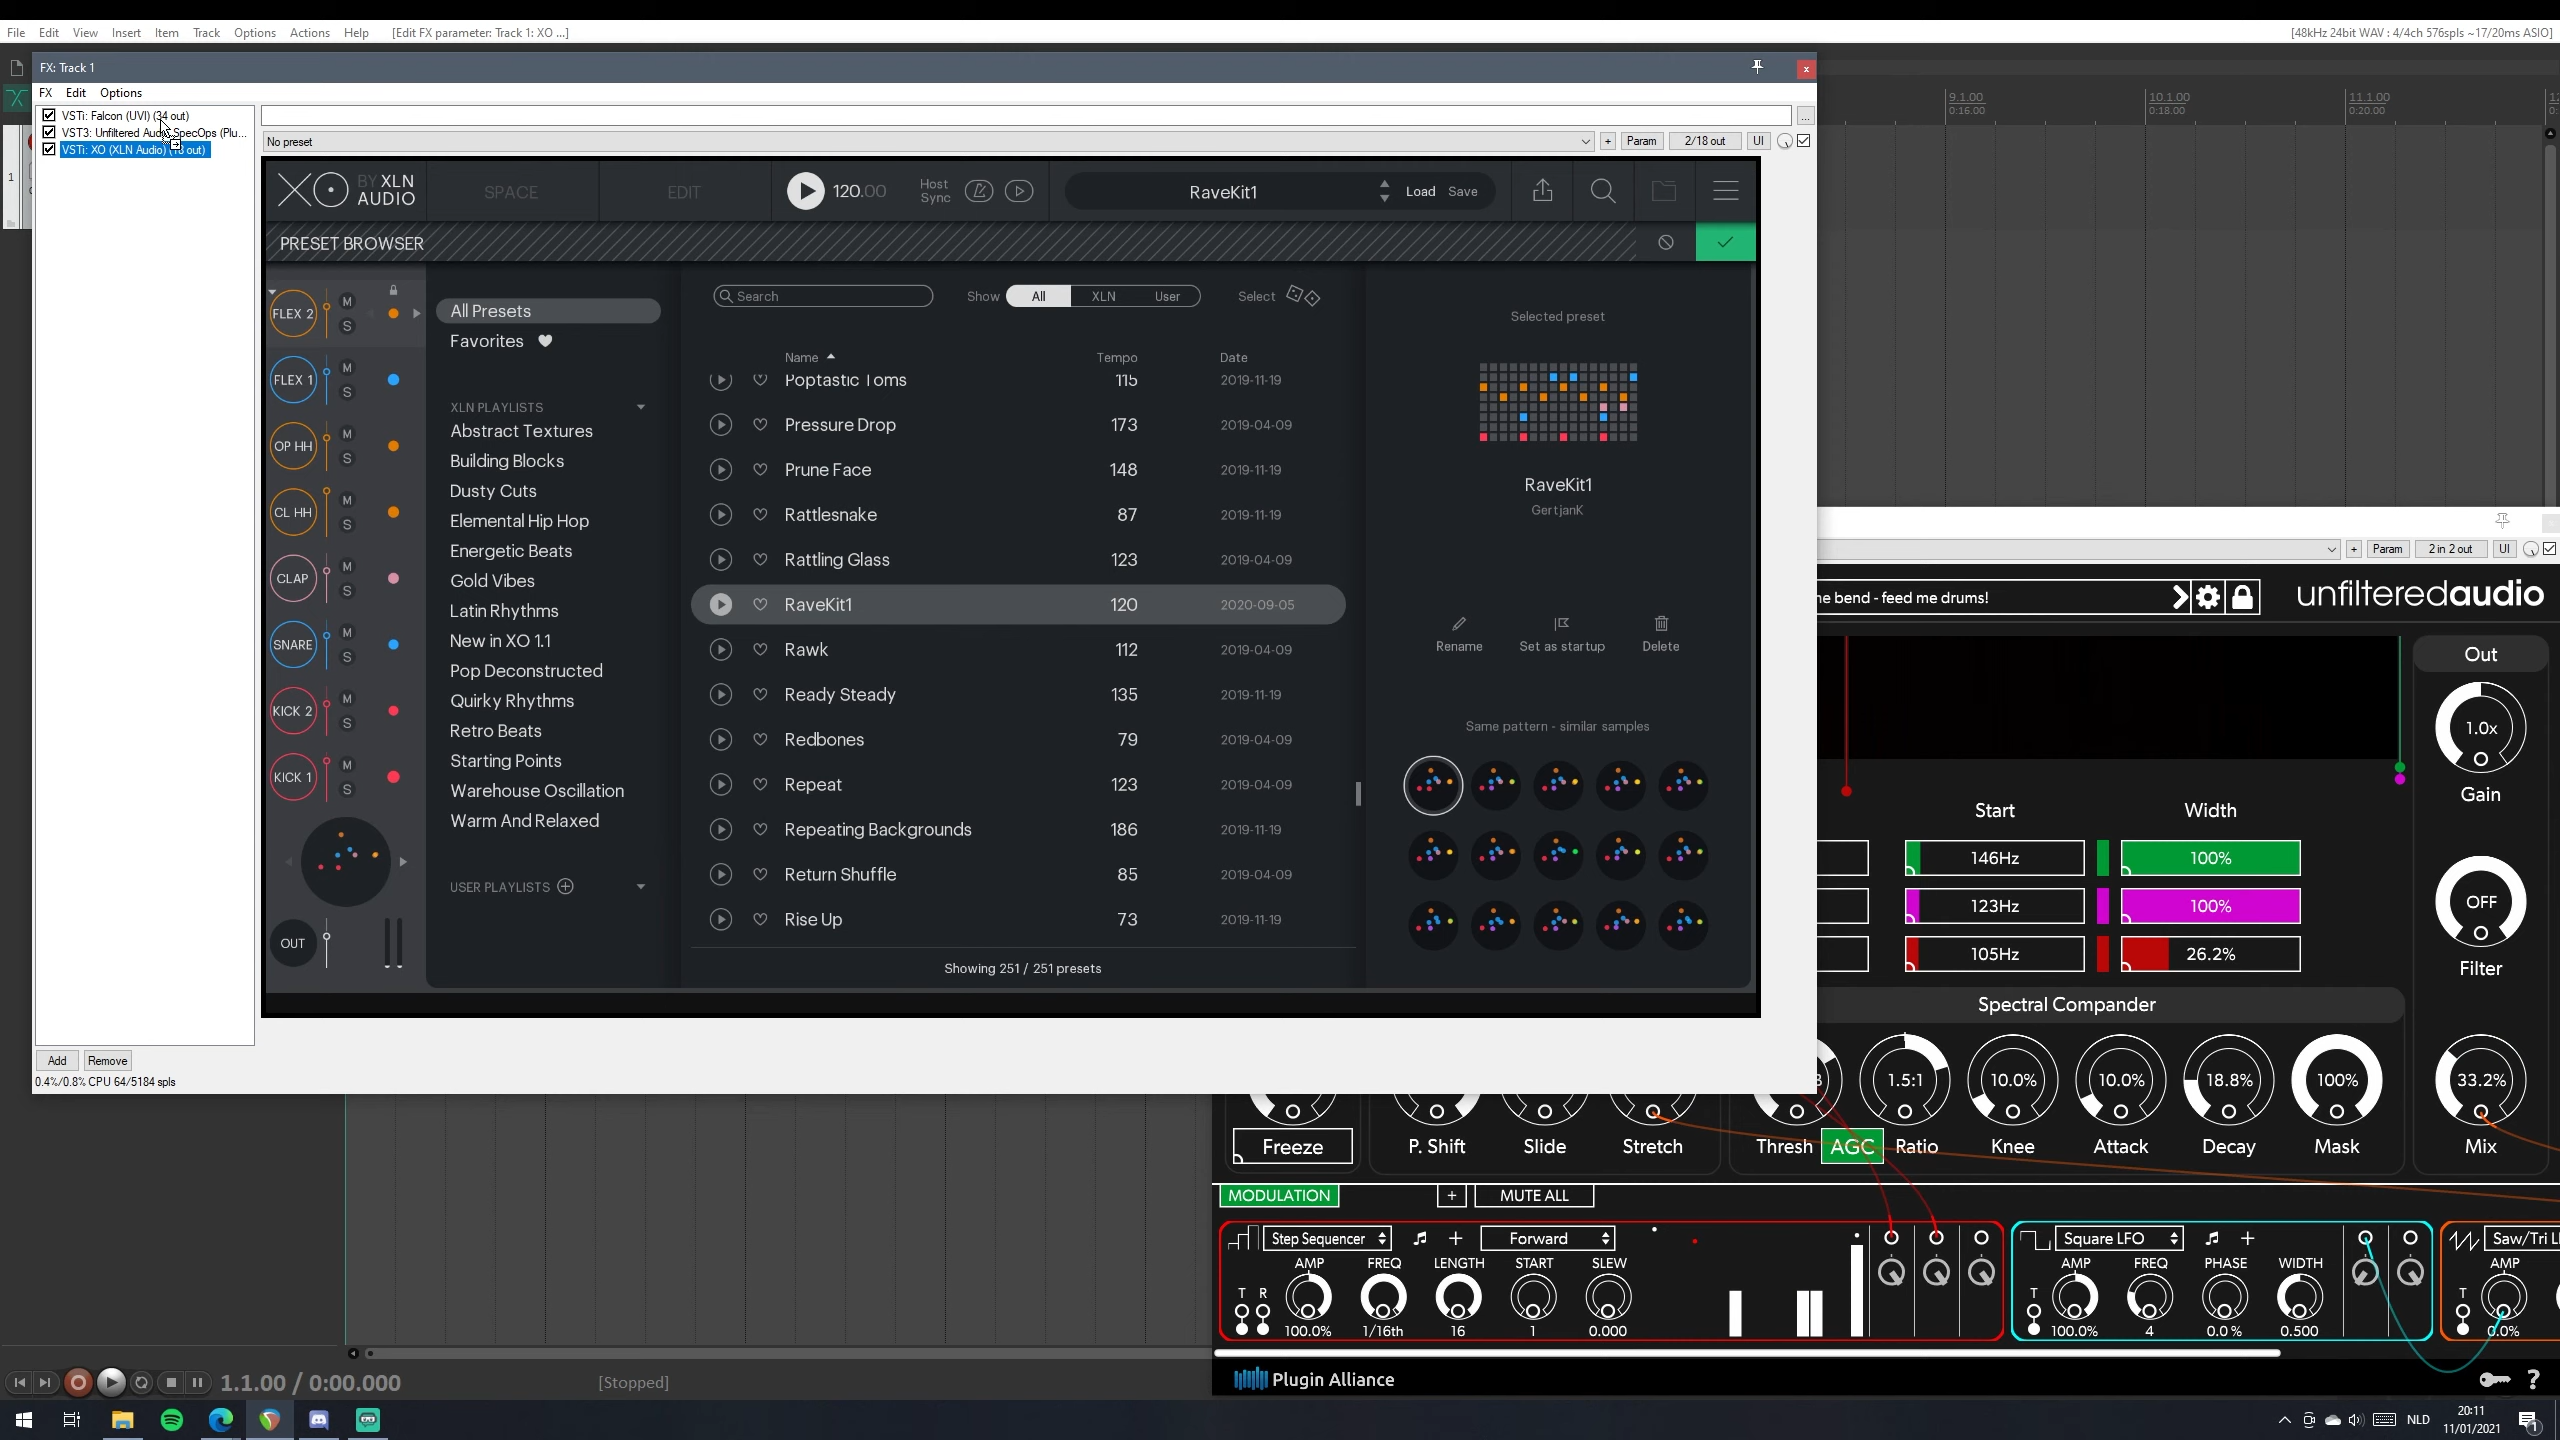 File Edit View Insert Item Track Options Actions Help [Edit FX parameter: Track 1: XO ...] [48kHz 24bit WAV : 4/4ch 576spls ~17/20ms ASIO]
FX: Track 1
FX Edit Options
VSTi: Falcon (UVI) (34 out)
VST3: Unfiltered Audio SpecOps (Plu...
VSTi: XO (XLN Audio) (18 out)
No preset + Param 2/18 out UI
9.1.00 10.1.00 11.1.00
0:16.00 0:18.00 0:20.00
1
XO BY XLN AUDIO SPACE EDIT 120.00 Host Sync RaveKit1 Load Save
PRESET BROWSER
FLEX 2 M S
FLEX 1 M S
OP HH M S
CL HH M S
CLAP M S
SNARE M S
KICK 2 M S
KICK 1 M S
OUT
All Presets
Favorites
XLN PLAYLISTS
Abstract Textures
Building Blocks
Dusty Cuts
Elemental Hip Hop
Energetic Beats
Gold Vibes
Latin Rhythms
New in XO 1.1
Pop Deconstructed
Quirky Rhythms
Retro Beats
Starting Points
Warehouse Oscillation
Warm And Relaxed
USER PLAYLISTS
Search Show All XLN User Select
Name Tempo Date
Poptastic Toms 115 2019-11-19
Pressure Drop 173 2019-04-09
Prune Face 148 2019-11-19
Rattlesnake 87 2019-11-19
Rattling Glass 123 2019-04-09
RaveKit1 120 2020-09-05
Rawk 112 2019-04-09
Ready Steady 135 2019-11-19
Redbones 79 2019-04-09
Repeat 123 2019-04-09
Repeating Backgrounds 186 2019-11-19
Return Shuffle 85 2019-04-09
Rise Up 73 2019-11-19
Showing 251 / 251 presets
Selected preset
RaveKit1
GertjanK
Rename Set as startup Delete
Same pattern - similar samples
Add Remove
0.4%/0.8% CPU 64/5184 spls
+ Param 2 in 2 out UI
bend - feed me drums! unfilteredaudio
Out
1.0x
Gain
OFF
Filter
33.2%
Mix
Start Width
146Hz 100%
123Hz 100%
105Hz 26.2%
Spectral Compander
1.5:1 10.0% 10.0% 18.8% 100%
Freeze P. Shift Slide Stretch Thresh AGC Ratio Knee Attack Decay Mask
MODULATION + MUTE ALL
Step Sequencer + Forward
AMP FREQ LENGTH START SLEW
T R
100.0% 1/16th 16 1 0.000
Square LFO +
AMP FREQ PHASE WIDTH
T
100.0% 4 0.0 % 0.500
Saw/Tri
AMP
T
0.0%
Plugin Alliance ?
1.1.00 / 0:00.000 [Stopped]
NLD
20:11
11/01/2021
1